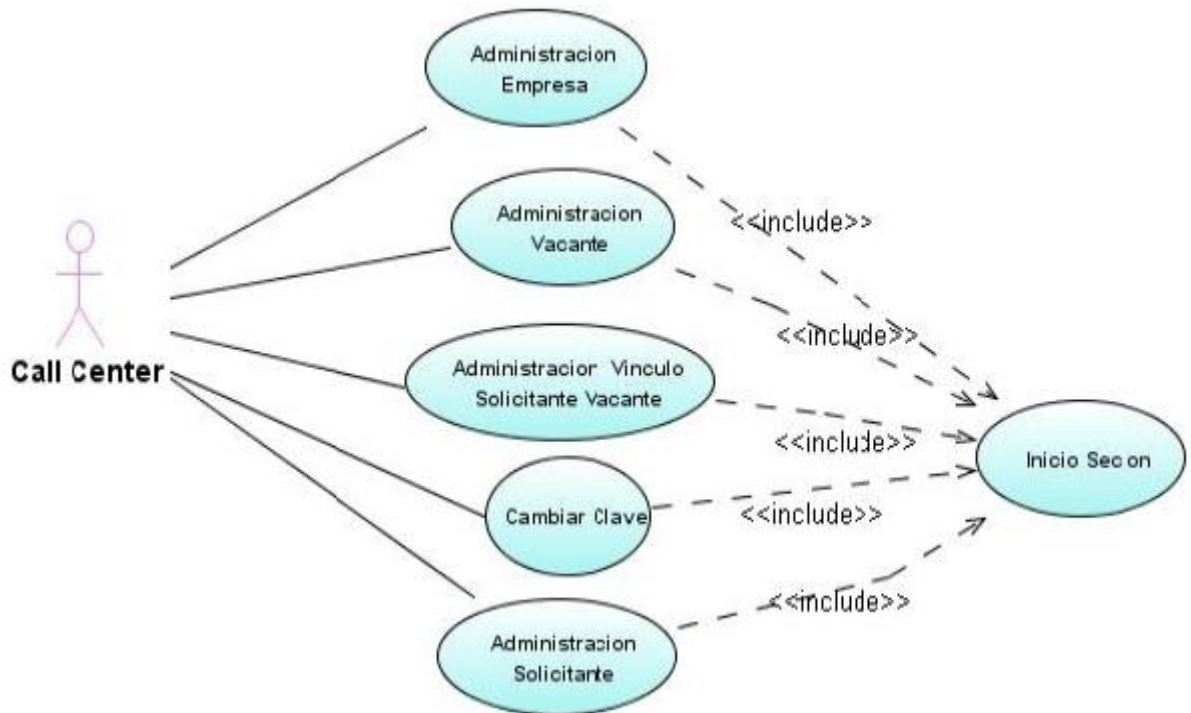 Administracion
Empresa
<<include>>
Administracion
Vacante
<<include>>
Call Center
Administracion Vinculo
Solicitante Vacante
<<include>>
Inicio Secon
Cambiar Clave
<<include>>
<<include>>
Administracion
Solicitante